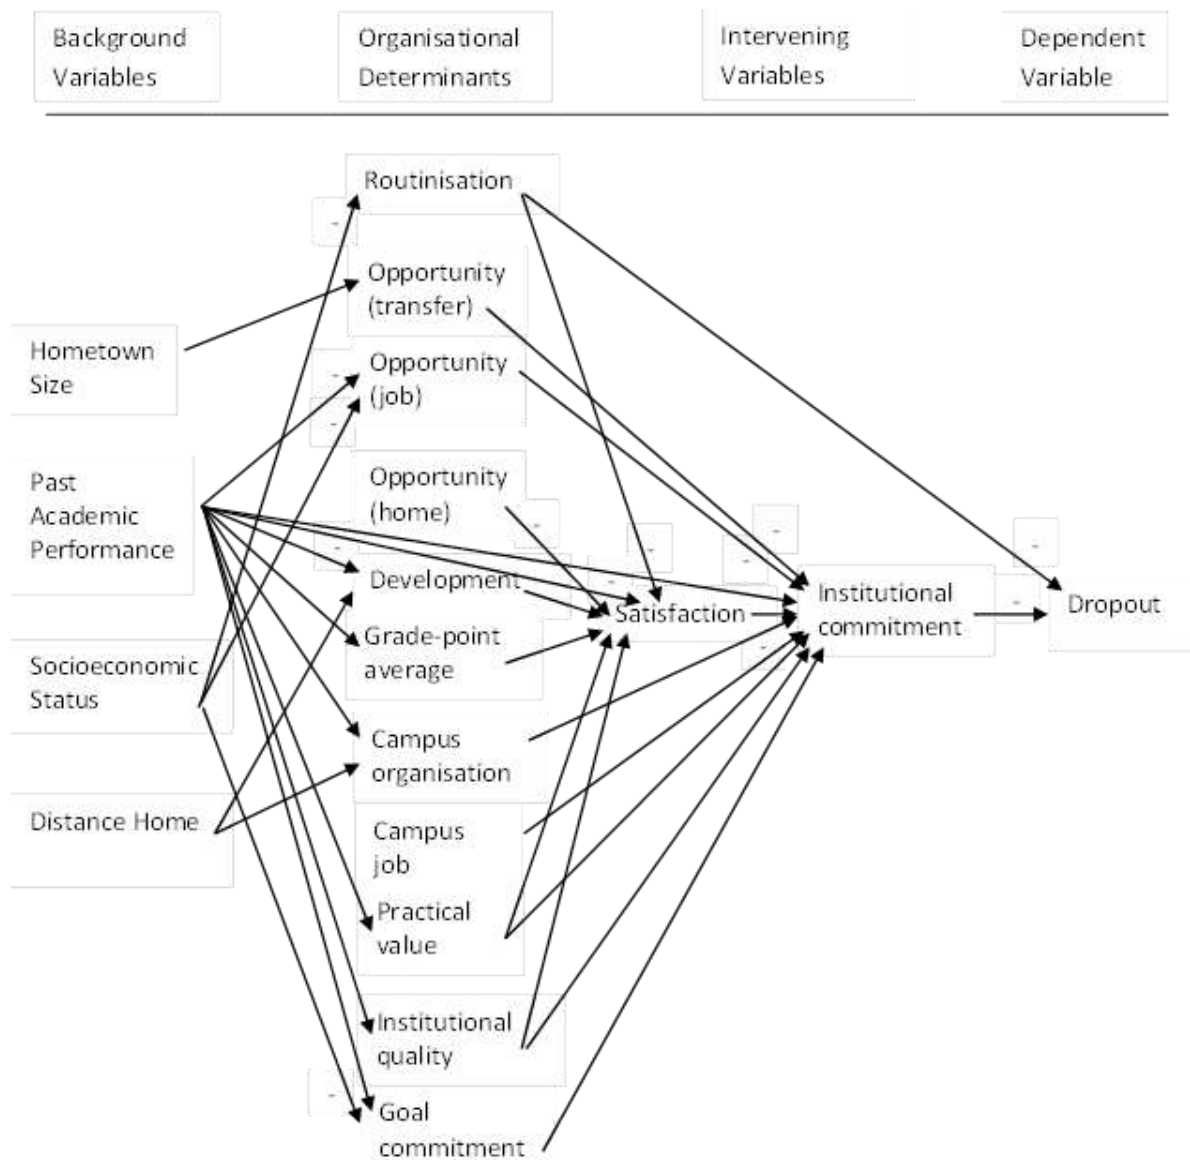 Background
Variables
Organisational
Determinants
Intervening
Variables
Dependent
Variable
Routinisation
-
Opportunity
(transfer)
Hometown
Size
Opportunity
(job)
-
-
Past
Academic
Performance
Opportunity
(home)
-
-
Development
-
-
-
-
-
Satisfaction
Institutional
commitment
-
-
Dropout
Grade-point
average
-
Socioeconomic
Status
Campus
organisation
Distance Home
Campus
job
Practical
value
Institutional
quality
-
Goal
commitment